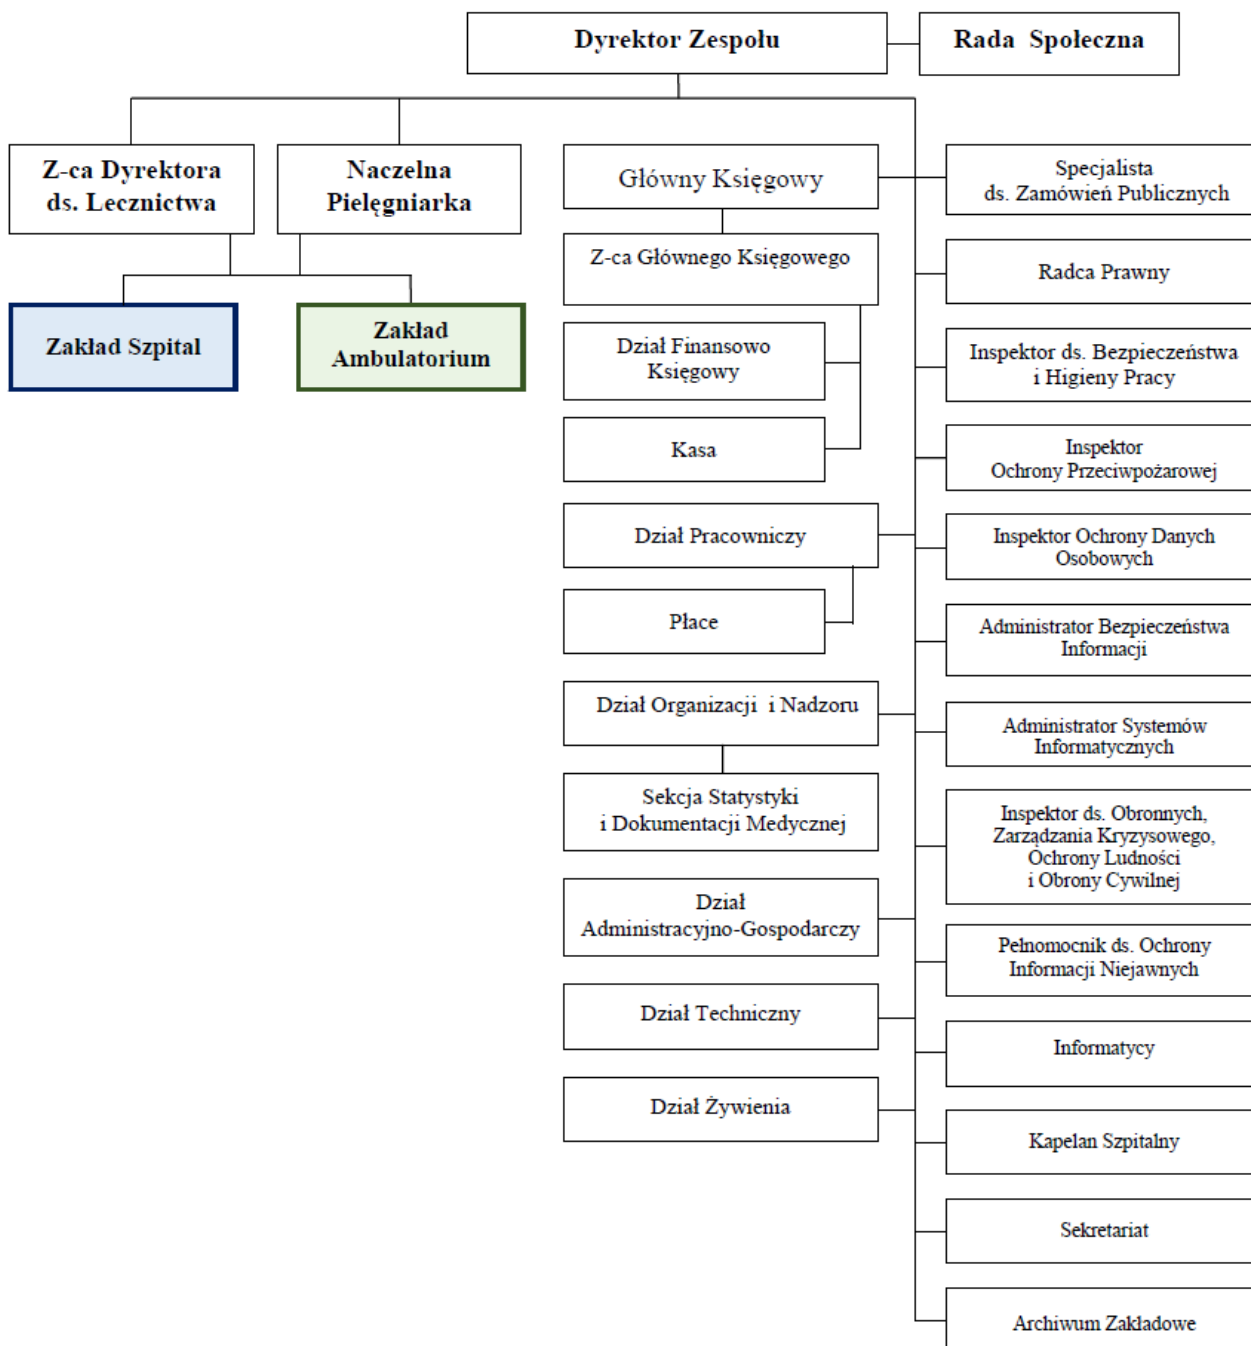 Dyrektor Zespołu
Rada Społeczna
Z-ca Dyrektora
ds. Lecznictwa
Naczelna
Pielęgniarka
Zakład Szpital
Zakład
Ambulatorium
Główny Księgowy
Z-ca Głównego Księgowego
Dział Finansowo
Księgowy
Kasa
Dział Pracowniczy
Płace
Dział Organizacji i Nadzoru
Sekcja Statystyki
i Dokumentacji Medycznej
Dział
Administracyjno-Gospodarczy
Dział Techniczny
Dział Żywienia
Specjalista
ds. Zamówień Publicznych
Radca Prawny
Inspektor ds. Bezpieczeństwa
i Higieny Pracy
Inspektor
Ochrony Przeciwpożarowej
Inspektor Ochrony Danych
Osobowych
Administrator Bezpieczeństwa
Informacji
Administrator Systemów
Informatycznych
Inspektor ds. Obronnych,
Zarządzania Kryzysowego,
Ochrony Ludności
i Obrony Cywilnej
Pełnomocnik ds. Ochrony
Informacji Niejawnych
Informatycy
Kapelan Szpitalny
Sekretariat
Archiwum Zakładowe